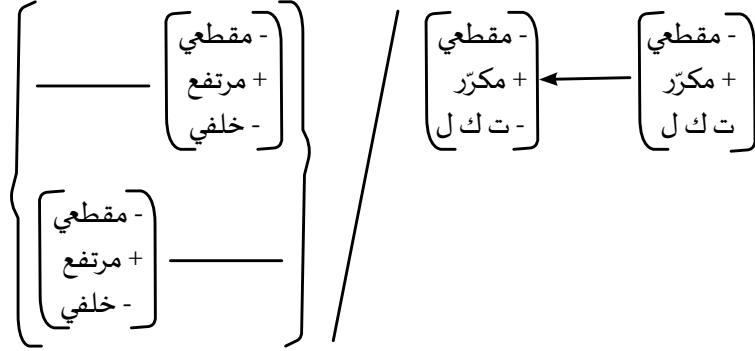 - مقطعي
+ مكرّر
ت ك ل
- مقطعي
+ مكرّر
- ت ك ل
- مقطعي
+ مرتفع
- خلفي
- مقطعي
+ مرتفع
- خلفي